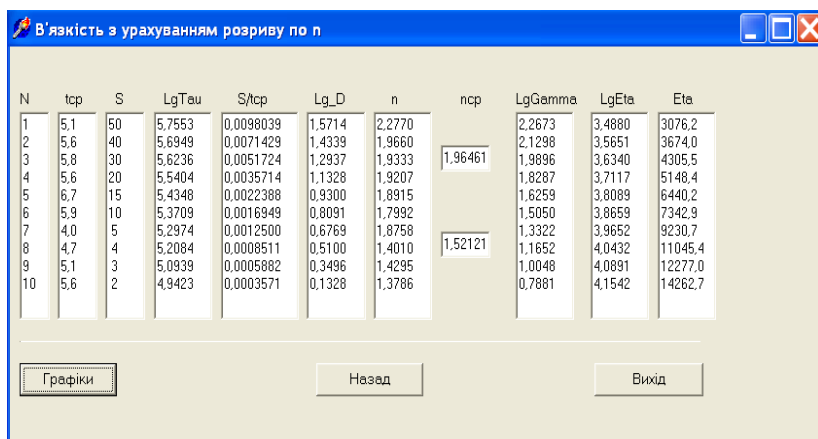 В'язкість з урахуванням розриву по n
N tcp S LgTau S/tcp Lg_D n ncp LgGamma LgEta Eta
1 5,1 50 5,7553 0,0098039 1,5714 2,2770 2,2673 3,4880 3076,2
2 5,6 40 5,6949 0,0071429 1,4339 1,9660 2,1298 3,5651 3674,0
3 5,8 30 5,6236 0,0051724 1,2937 1,9333 1,96461 1,9896 3,6340 4305,5
4 5,6 20 5,5404 0,0035714 1,1328 1,9207 1,8287 3,7117 5148,4
5 6,7 15 5,4348 0,0022388 0,9300 1,8915 1,6259 3,8089 6440,2
6 5,9 10 5,3709 0,0016949 0,8091 1,7992 1,5050 3,8659 7342,9
7 4,0 5 5,2974 0,0012500 0,6769 1,8758 1,3322 3,9652 9230,7
8 4,7 4 5,2084 0,0008511 0,5100 1,4010 1,52121 1,1652 4,0432 11045,4
9 5,1 3 5,0939 0,0005882 0,3496 1,4295 1,0048 4,0891 12277,0
10 5,6 2 4,9423 0,0003571 0,1328 1,3786 0,7881 4,1542 14262,7
Графіки Назад Вихід